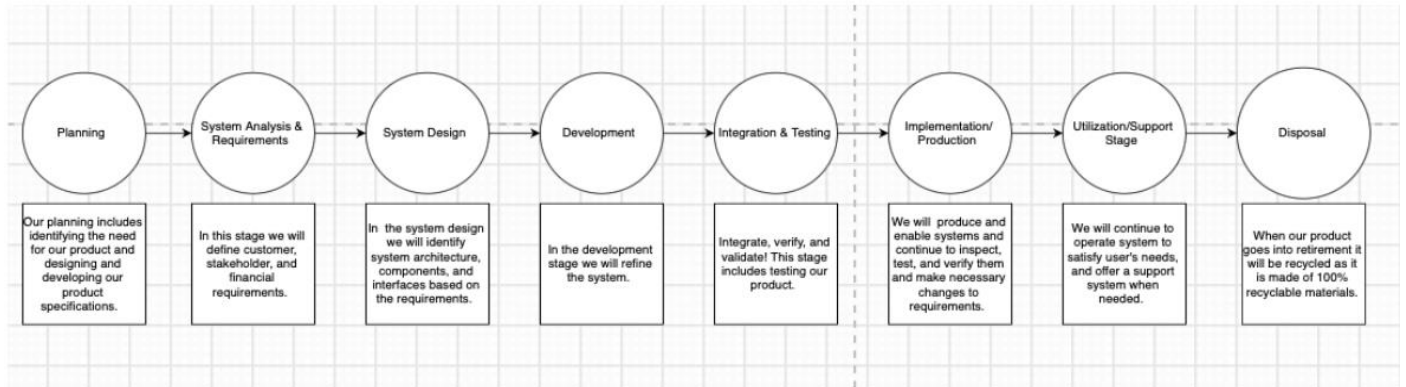 Planning
System Analysis &
Requirements
System Design
Development
Integration & Testing
Implementation/
Production
Utilization/Support
Stage
Disposal
Our planning includes
identifying the need
for our product and
designing and
developing our
product
specifications.
In this stage we will
define customer,
stakeholder, and
financial
requirements.
In the system design
we will identify
system architecture,
components, and
interfaces based on
the requirements.
In the development
stage we will refine
the system.
Integrate, verify, and
validate! This stage
includes testing our
product.
We will produce and
enable systems and
continue to inspect,
test, and verify them
and make necessary
changes to
requirements.
We will continue to
operate system to
satisfy user's needs,
and offer a support
system when
needed.
When our product
goes into retirement it
will be recycled as it
is made of 100%
recyclable materials.